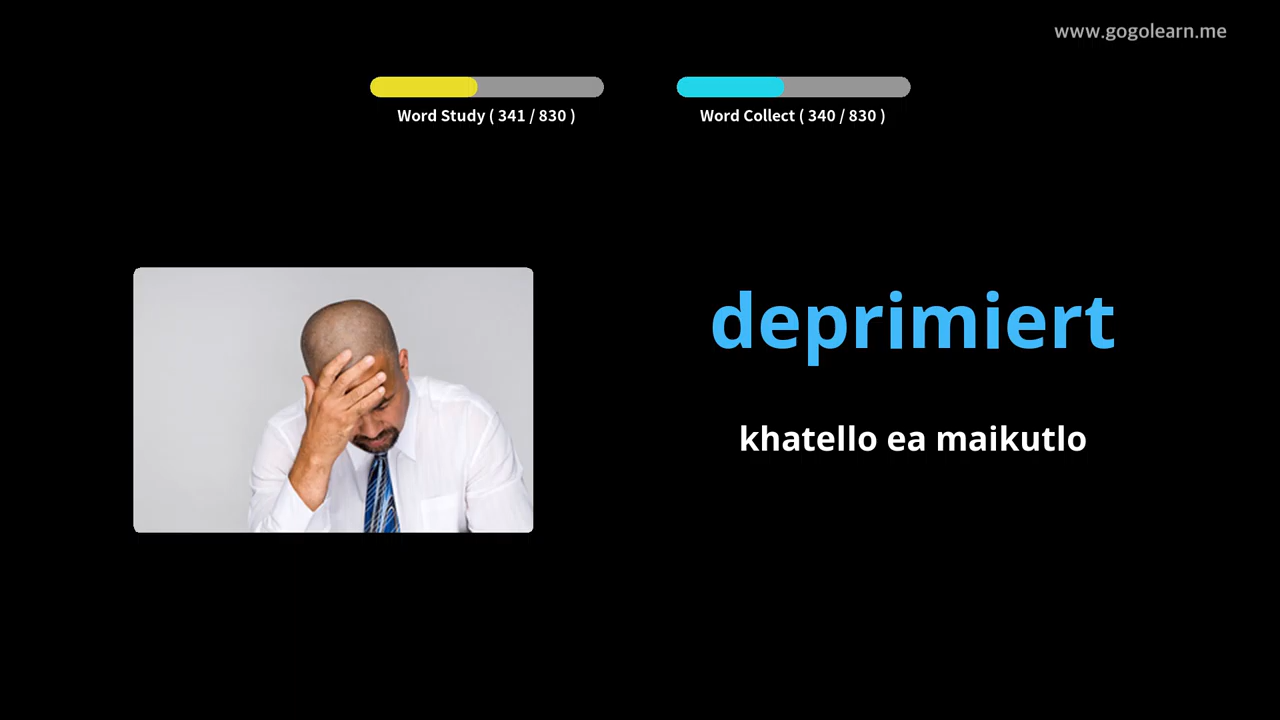 www.gogolearn.me
Word Study ( 341 / 830 )
Word Collect ( 340 / 830 )
deprimiert
khatello ea maikutlo